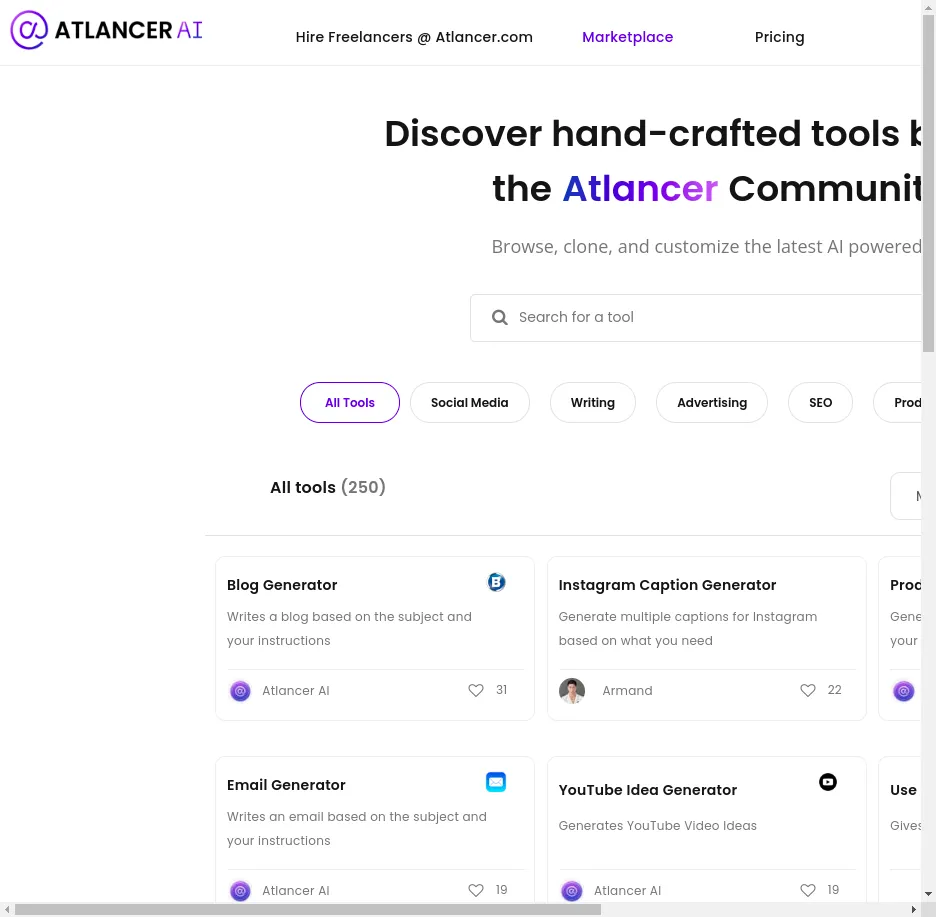 ATLANCER AI
Hire Freelancers @ Atlancer.com
Marketplace
Pricing
Discover hand-crafted tools
the Atlancer Communit
Browse, clone, and customize the latest AI powered
Search for a tool
All Tools
Social Media
Writing
Advertising
SEO
Prod
All tools (250)
Blog Generator
Writes a blog based on the subject and
your instructions
Atlancer AI
31
Instagram Caption Generator
Generate multiple captions for Instagram
based on what you need
Armand
22
Prod
Gene
your
Email Generator
Writes an email based on the subject and
your instructions
Atlancer AI
19
YouTube Idea Generator
Generates YouTube Video Ideas
Atlancer AI
19
Use
Gives